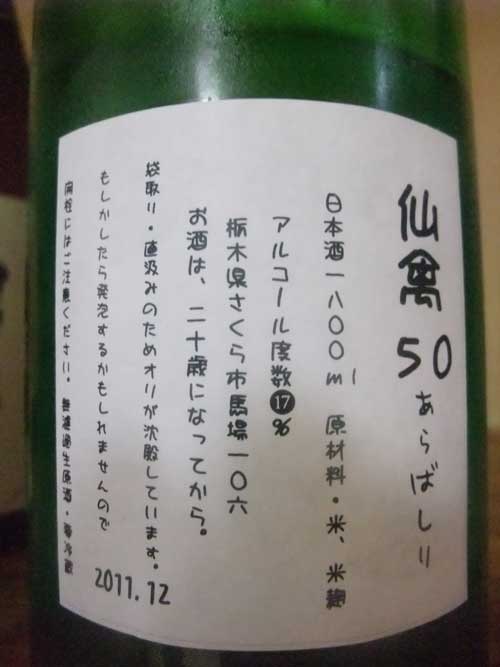 仙禽50あらばしり
日本酒一八〇〇ml 原材料・米、米麹
アルコール度数⓱%
栃木県さくら市馬場一〇六
お酒は、二十歳になってから。
袋取り・直汲みのためオリが沈殿しています。
もしかしたら発泡するかもしれませんので
開栓にはご注意ください。無濾過生原酒・要冷蔵
2011.12